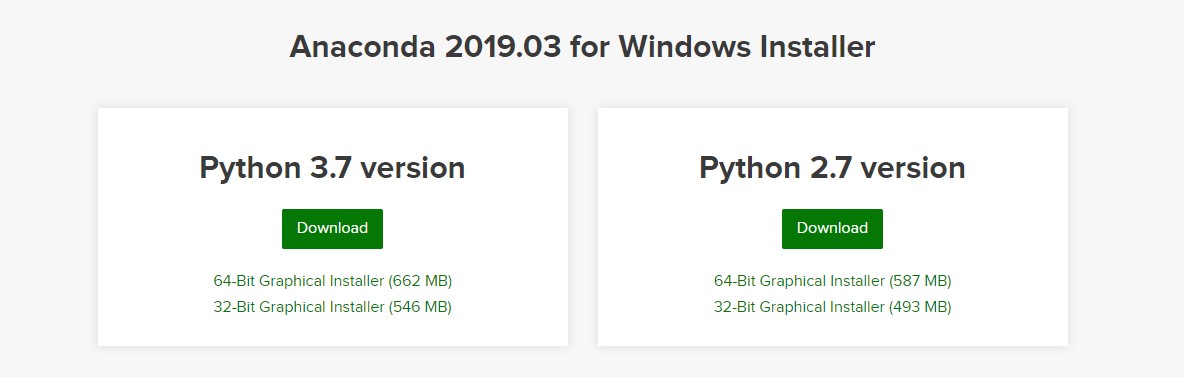 Anaconda 2019.03 for Windows Installer
Python 3.7 version
Download
64-Bit Graphical Installer (662 MB)
32-Bit Graphical Installer (546 MB)
Python 2.7 version
Download
64-Bit Graphical Installer (587 MB)
32-Bit Graphical Installer (493 MB)